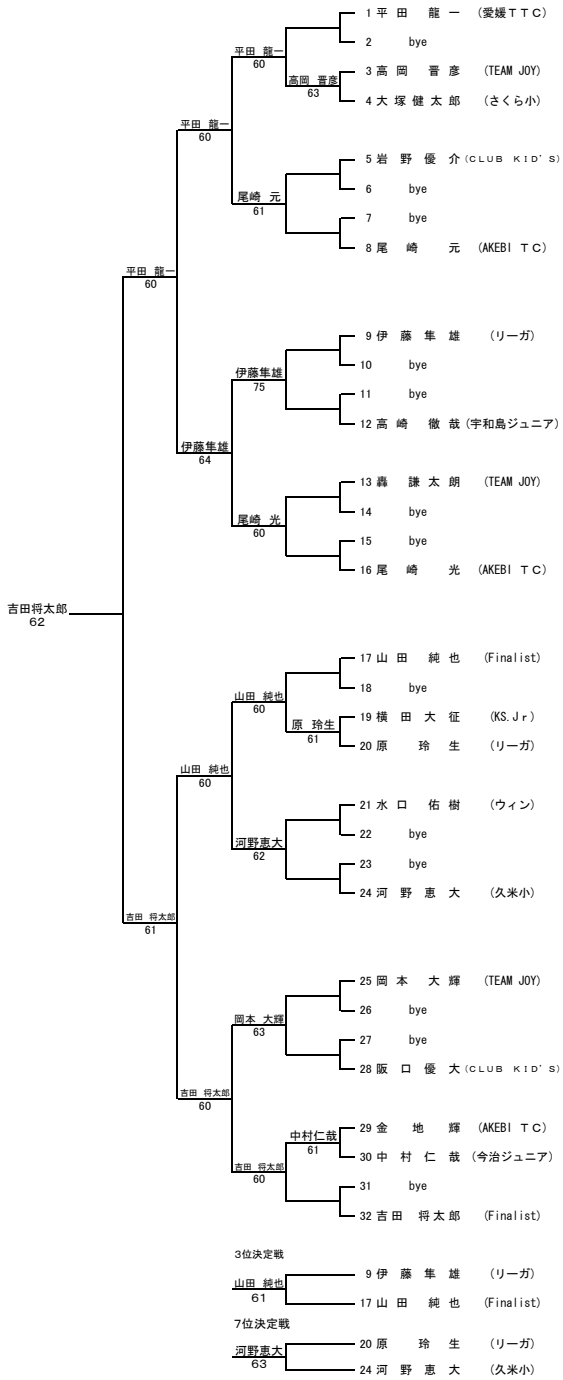 1 平田 龍一 (愛媛TTC)
平田 龍一
2 bye
60
3 高岡 晋彦 (TEAM JOY)
高岡 晋彦
63
4 大塚健太郎 (さくら小)
平田 龍一
60
5 岩野優介 (CLUB KID'S)
6 bye
尾崎 元
61
7 bye
8 尾崎 元 (AKEBI TC)
平田 龍一
60
9 伊藤隼雄 (リーガ)
10 bye
伊藤隼雄
75
11 bye
12 高崎 徹哉 (宇和島ジュニア)
伊藤隼雄
64
13 轟 謙太朗 (TEAM JOY)
14 bye
尾崎 光
60
15 bye
16 尾崎 光 (AKEBI TC)
吉田将太郎
62
17 山田 純也 (Finalist)
18 bye
山田 純也
60
19 横田大征 (KS.Jr)
原 玲生
61
20 原 玲生 (リーガ)
山田 純也
60
21 水口 佑樹 (ウィン)
22 bye
河野恵大
62
23 bye
24 河野恵大 (久米小)
吉田 将太郎
61
25 岡本 大輝 (TEAM JOY)
26 bye
岡本 大輝
63
27 bye
28 阪口優大 (CLUB KID'S)
吉田 将太郎
60
29 金地 輝 (AKEBI TC)
中村仁哉
61
30 中村仁哉 (今治ジュニア)
吉田 将太郎
60
31 bye
32 吉田 将太郎 (Finalist)
3位決定戦
9 伊藤隼雄 (リーガ)
山田 純也
61
17 山田 純也 (Finalist)
7位決定戦
20 原 玲生 (リーガ)
河野恵大
63
24 河野恵大 (久米小)